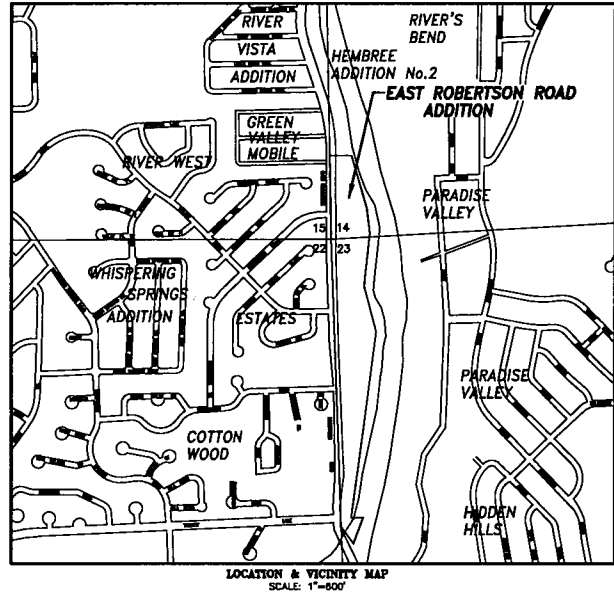 RIVER
VISTA
ADDITION
RIVER'S
BEND
HEMBREE
ADDITION No.2
EAST ROBERTSON ROAD
ADDITION
GREEN
VALLEY
MOBILE
RIVER WEST
PARADISE
VALLEY
15 14
22 23
WHISPERING
SPRINGS
ADDITION
ESTATES
PARADISE
VALLEY
COTTON
WOOD
HIDDEN
HILLS
LOCATION & VICINITY MAP
SCALE: 1"=600'